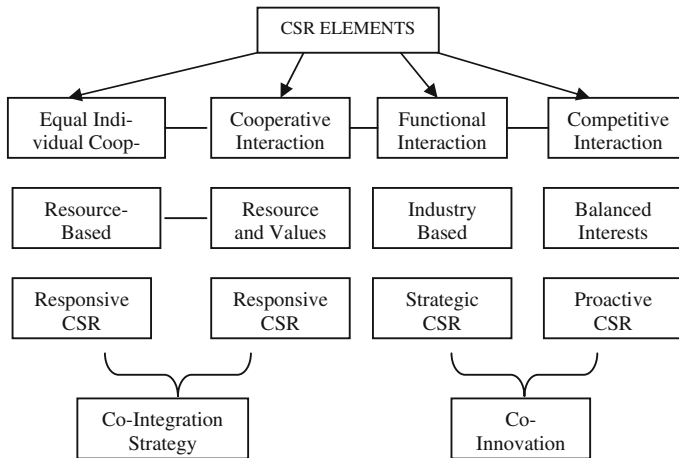 CSR ELEMENTS
Equal Indi-
vidual Coop-
Cooperative
Interaction
Functional
Interaction
Competitive
Interaction
Resource-
Based
Resource
and Values
Industry
Based
Balanced
Interests
Responsive
CSR
Responsive
CSR
Strategic
CSR
Proactive
CSR
Co-Integration
Strategy
Co-
Innovation